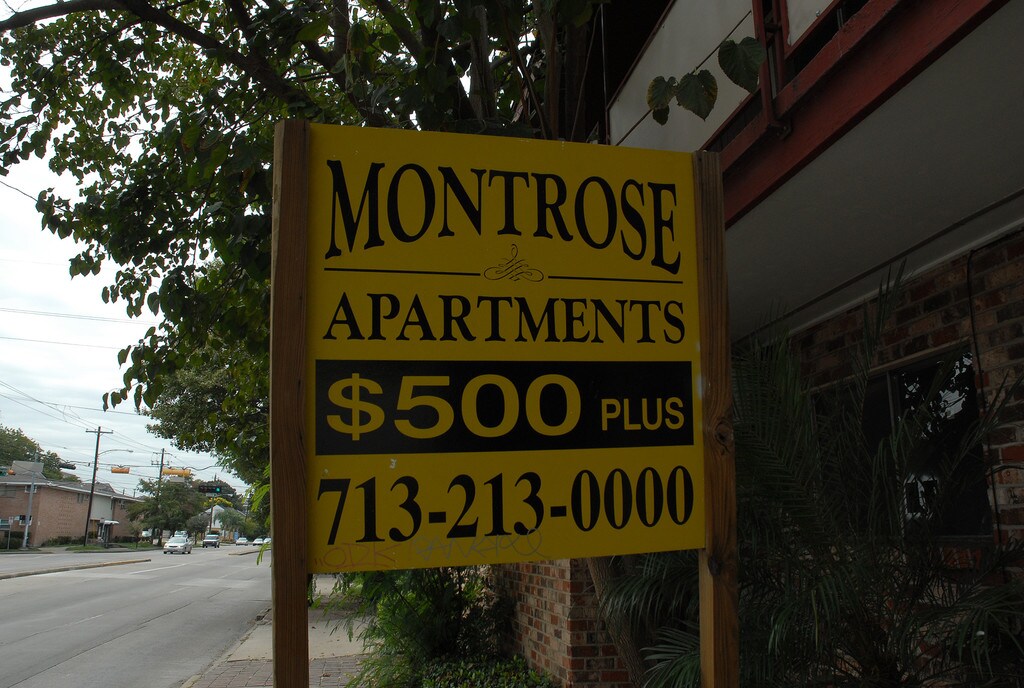 MONTROSE
APARTMENTS
$500 PLUS
713-213-0000